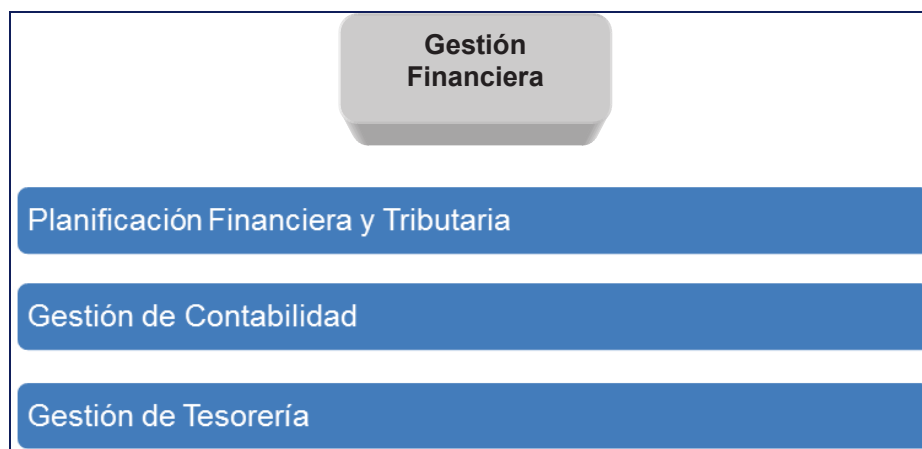 Gestión
Financiera
Planificación Financiera y Tributaria
Gestión de Contabilidad
Gestión de Tesorería